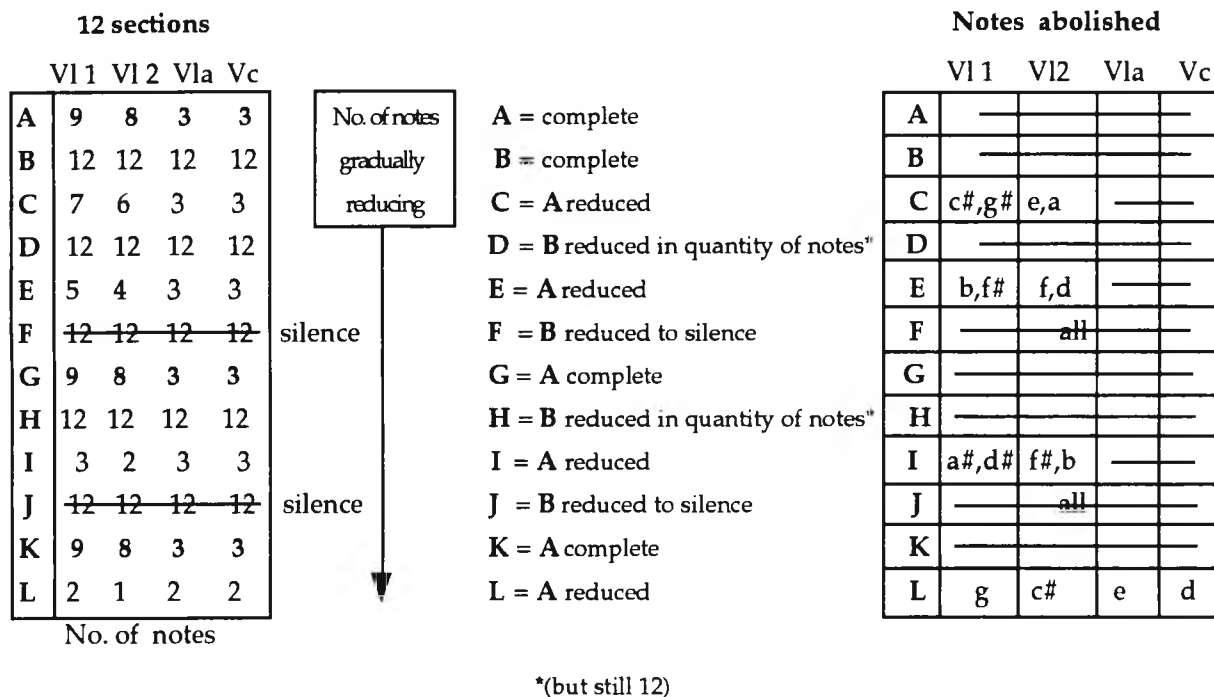 12 sections
Vl 1 Vl 2 Vla Vc
A 9 8 3 3
B 12 12 12 12
C 7 6 3 3
D 12 12 12 12
E 5 4 3 3
F 12 12 12 12 silence
G 9 8 3 3
H 12 12 12 12
I 3 2 3 3
J 12 12 12 12 silence
K 9 8 3 3
L 2 1 2 2
No. of notes
No. of notes
gradually
reducing
A = complete
B = complete
C = A reduced
D = B reduced in quantity of notes*
E = A reduced
F = B reduced to silence
G = A complete
H = B reduced in quantity of notes*
I = A reduced
J = B reduced to silence
K = A complete
L = A reduced
*(but still 12)
Notes abolished
Vl 1 Vl2 Vla Vc
A
B
C c#,g# e,a
D
E b,f# f,d
F all
G
H
I a#,d# f#,b
J all
K
L g c# e d